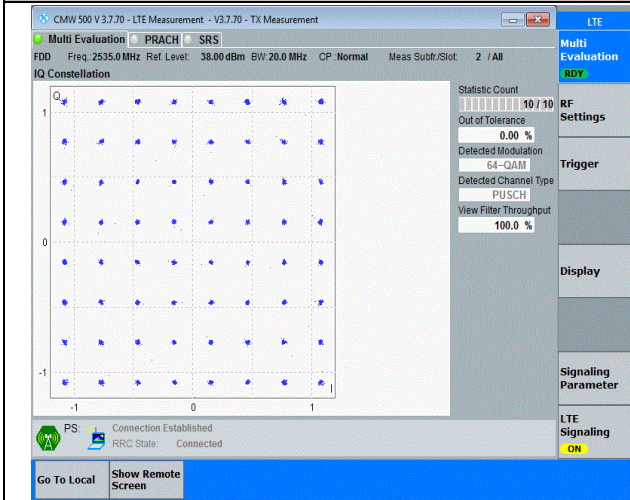 CMW 500 V 3.7.70 - LTE Measurement - V3.7.70 - TX Measurement
LTE
Multi Evaluation PRACH SRS
FDD Freq.:2535.0 MHz Ref. Level: 38.00 dBm BW: 20.0 MHz CP :Normal Meas Subfr./Slot: 2 / All
IQ Constellation
Multi
Evaluation
RDY
Q
1
0
-1
-1 0 1
I
Statistic Count
10 / 10
Out of Tolerance
0.00 %
Detected Modulation
64-QAM
Detected Channel Type
PUSCH
View Filter Throughput
100.0 %
RF
Settings
Trigger
Display
Signaling
Parameter
LTE
Signaling
ON
PS: Connection Established
RRC State: Connected
Go To Local
Show Remote
Screen